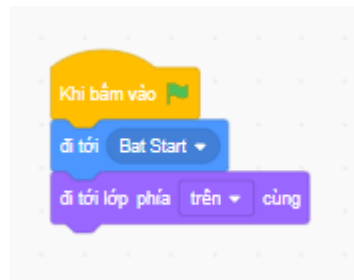 Khi bấm vào
đi tới Bat Start
đi tới lớp phía trên cùng